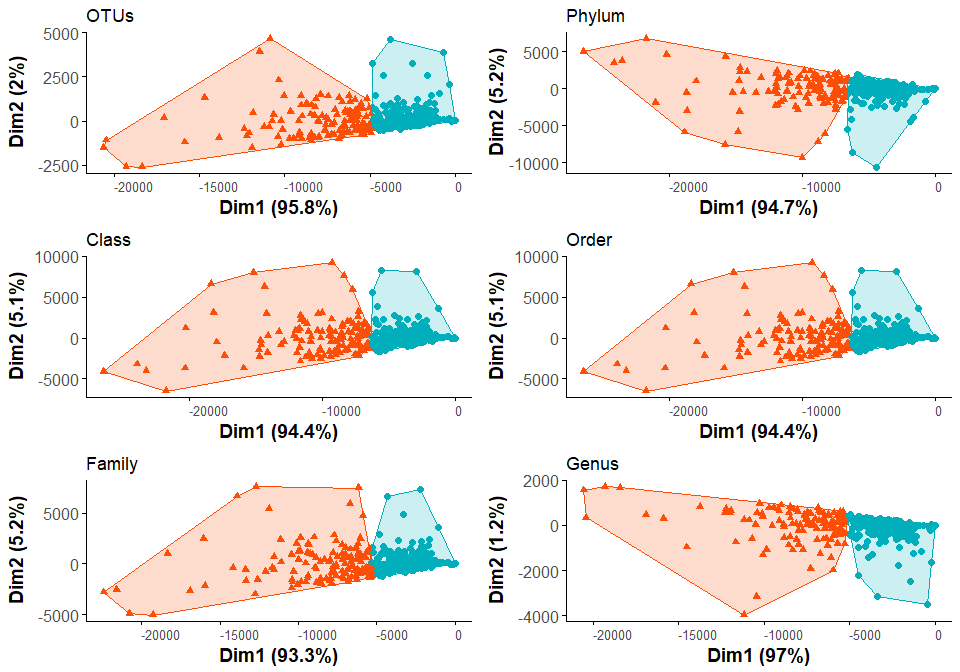 OTUs
5000
2500
0
-2500
Dim2 (2%)
-20000 -15000 -10000 -5000 0
Dim1 (95.8%)
Phylum
5000
0
-5000
-10000
Dim2 (5.2%)
-20000 -10000 0
Dim1 (94.7%)
Class
10000
5000
0
-5000
Dim2 (5.1%)
-20000 -10000 0
Dim1 (94.4%)
Order
10000
5000
0
-5000
Dim2 (5.1%)
-20000 -10000 0
Dim1 (94.4%)
Family
5000
0
-5000
Dim2 (5.2%)
-20000 -15000 -10000 -5000 0
Dim1 (93.3%)
Genus
2000
0
-2000
-4000
Dim2 (1.2%)
-20000 -15000 -10000 -5000 0
Dim1 (97%)